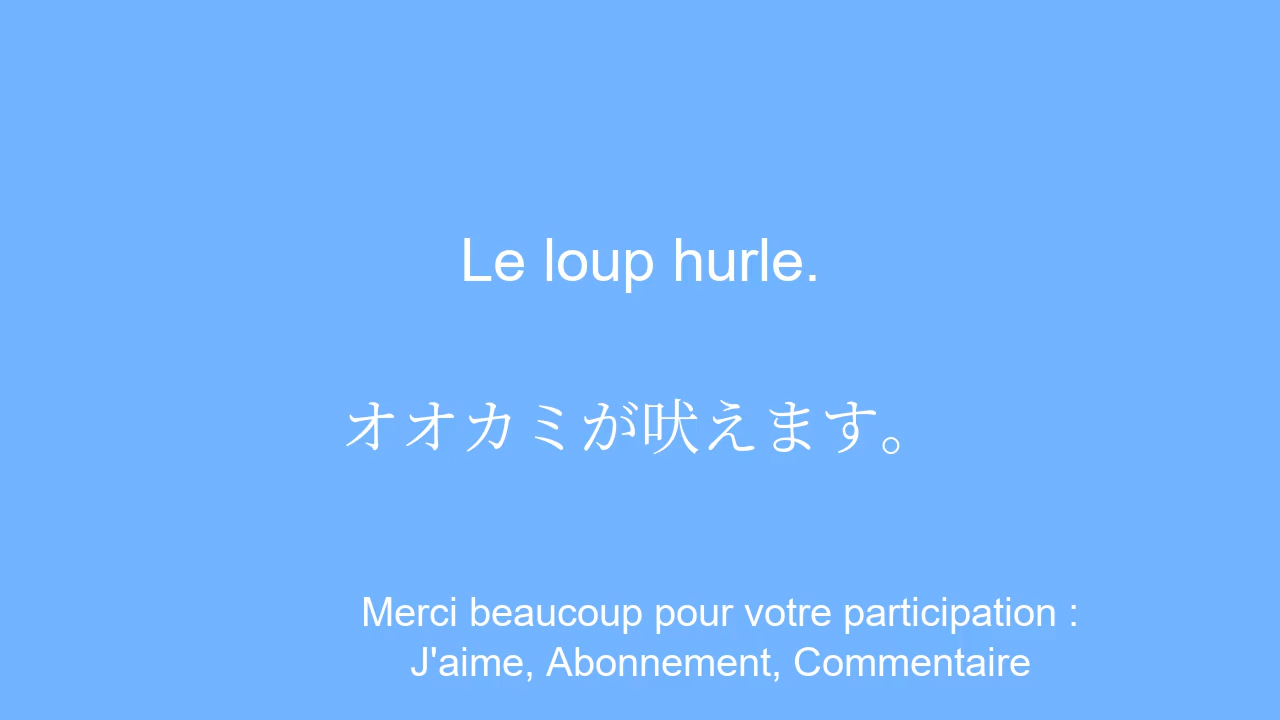 Le loup hurle.
オオカミが吠えます。
Merci beaucoup pour votre participation :
J'aime, Abonnement, Commentaire